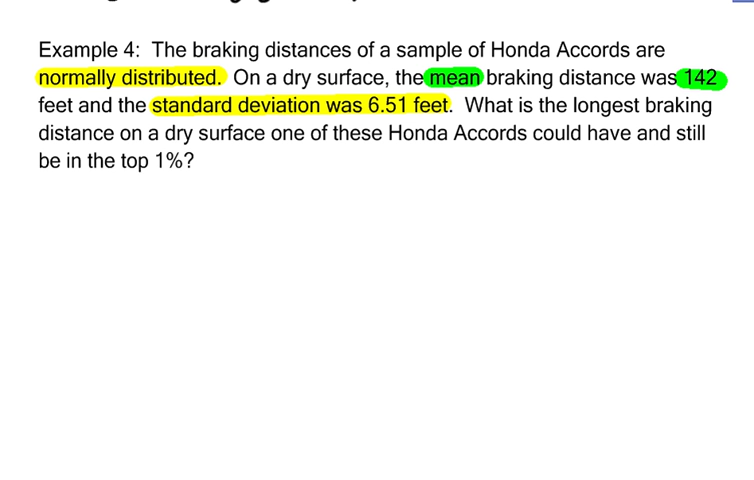 Example 4:  The braking distances of a sample of Honda Accords are
normally distributed.  On a dry surface, the mean braking distance was 142
feet and the standard deviation was 6.51 feet.  What is the longest braking
distance on a dry surface one of these Honda Accords could have and still
be in the top 1%?